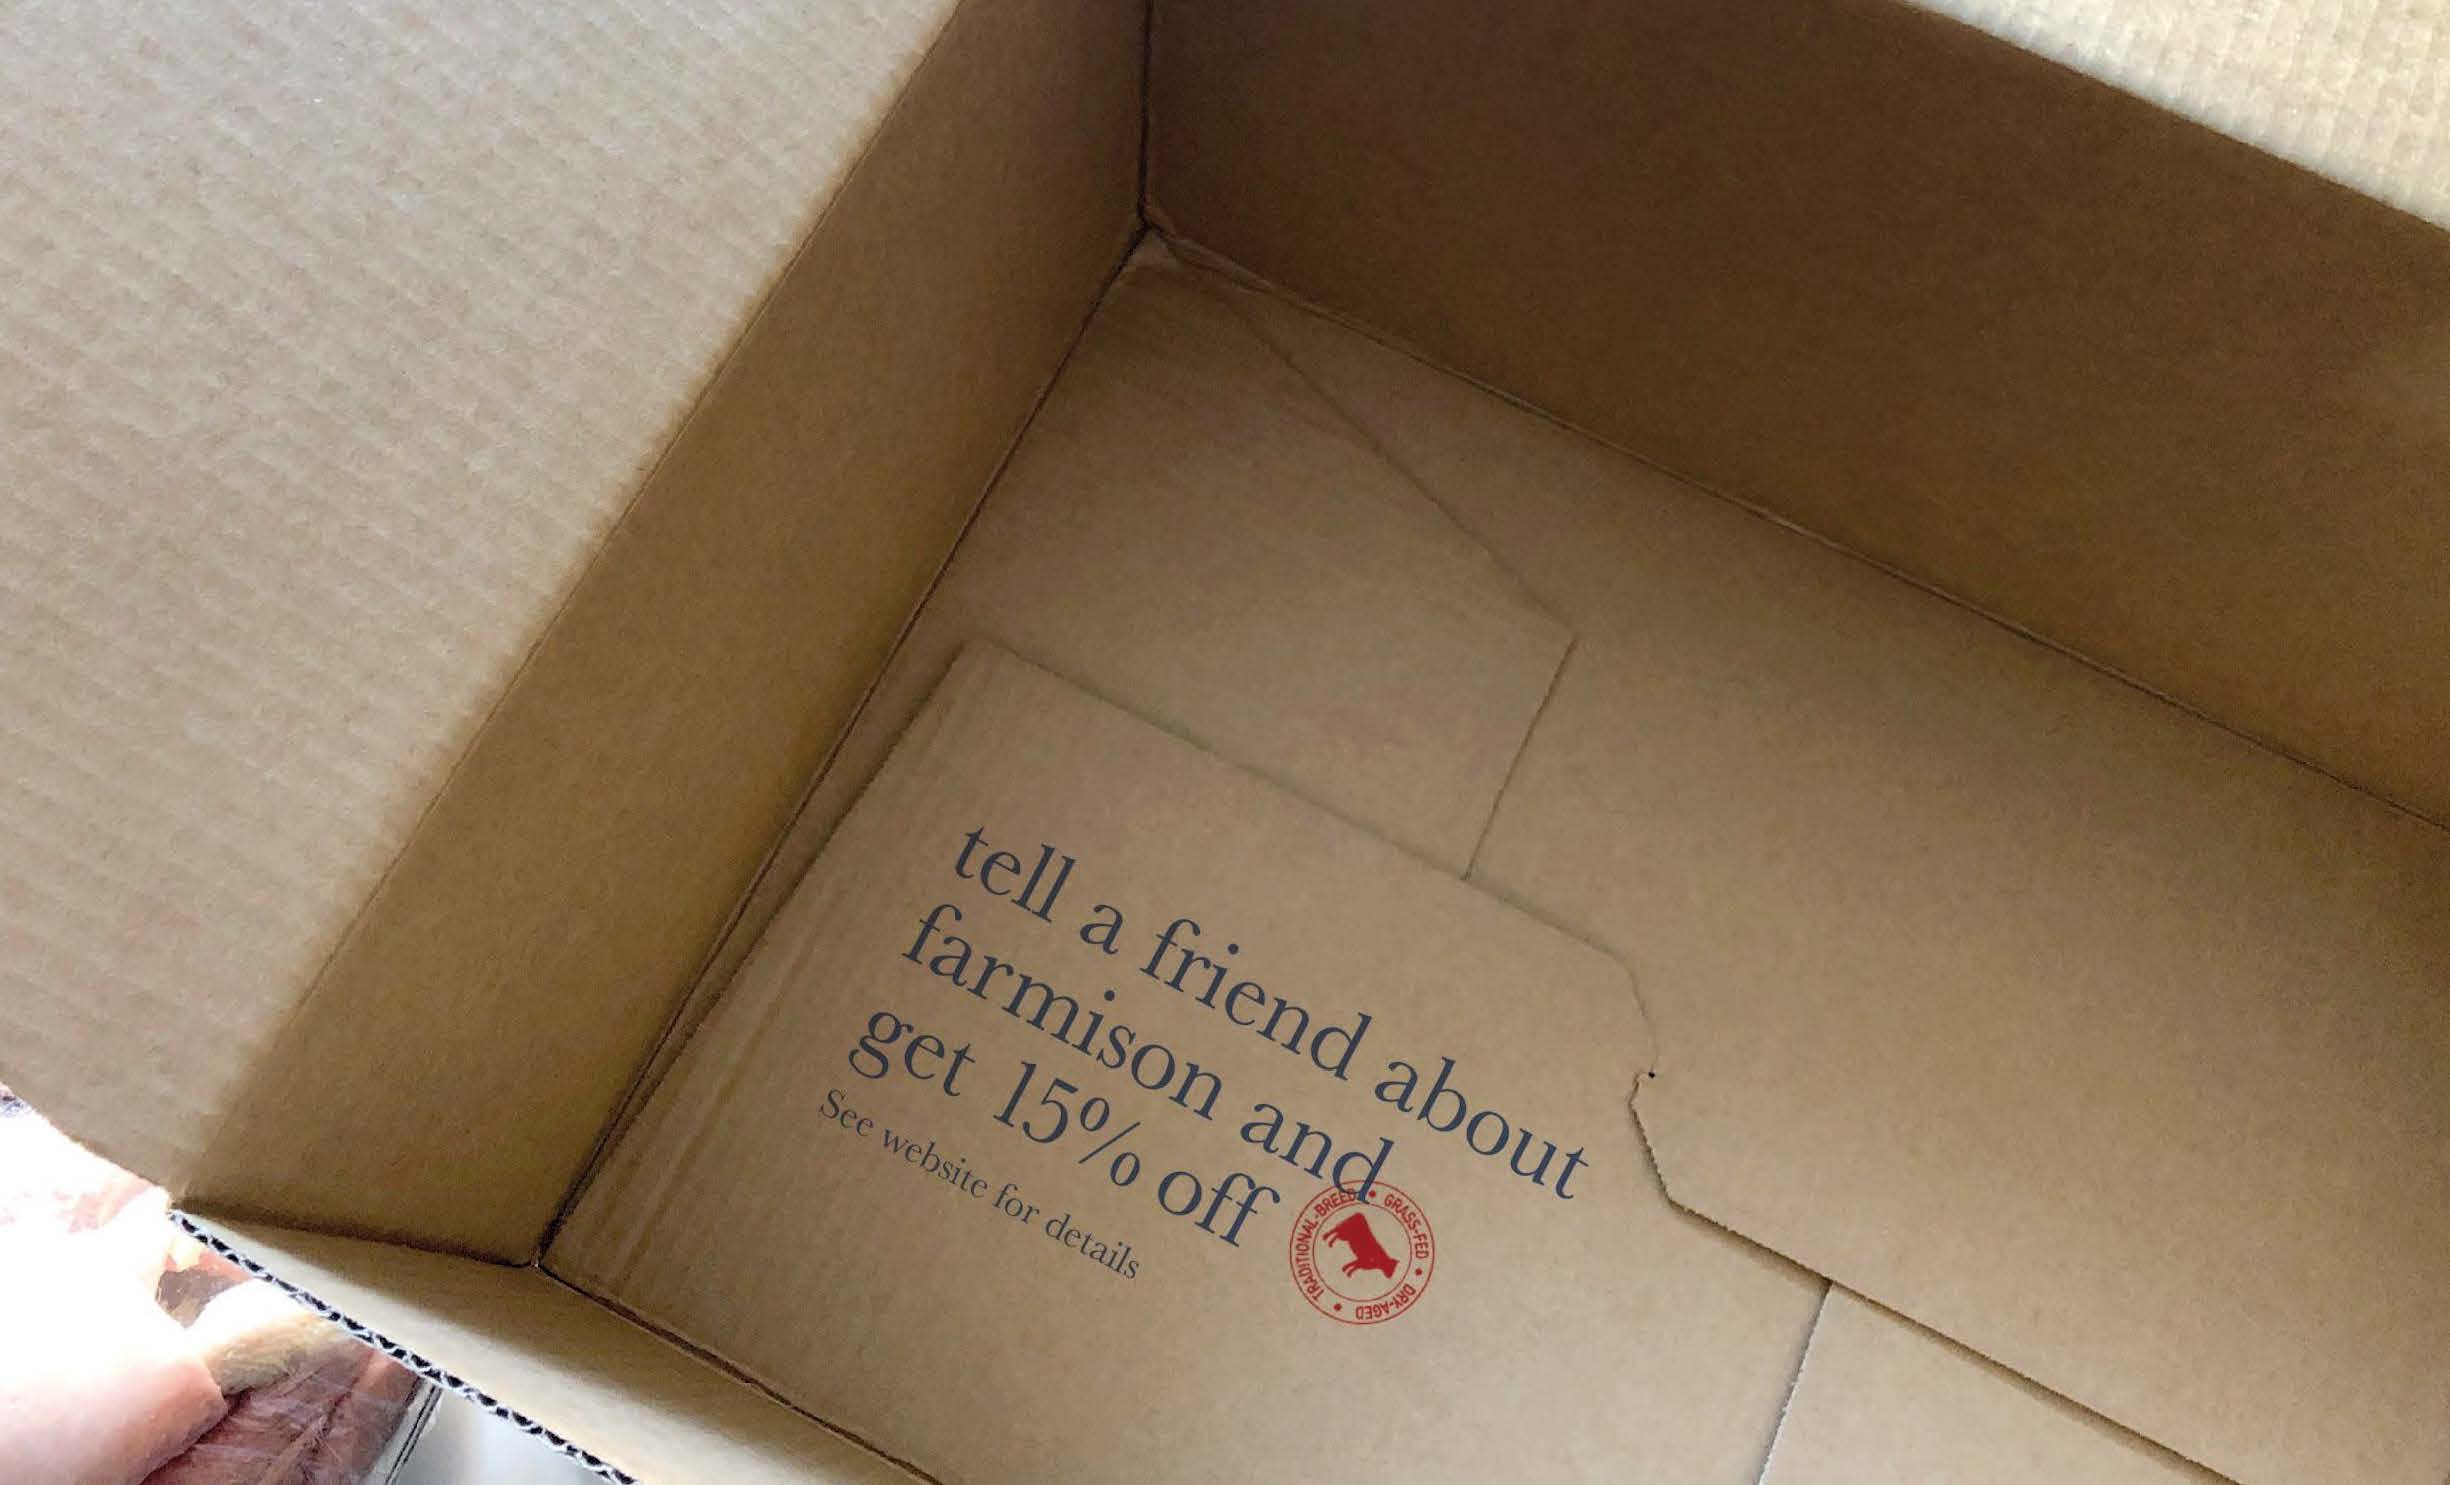 tell a friend about
farmison and
get 15% off
See website for details
TRADITIONAL-BREED • GRASS-FED • DRY-AGED •